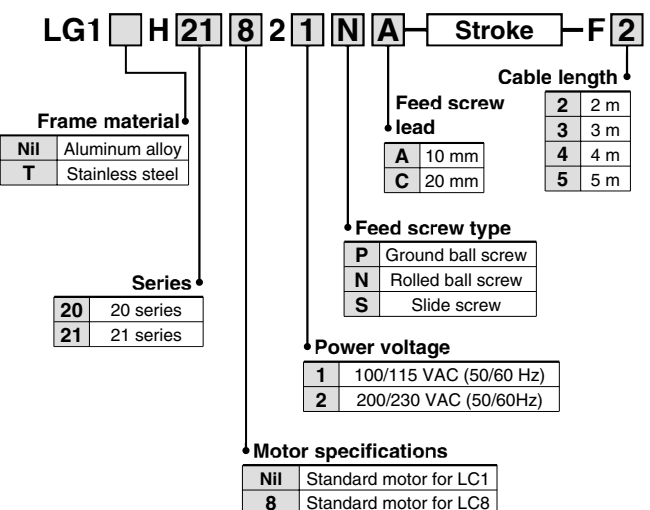 LG1 H 21 8 2 1 N A Stroke F 2
Cable length
2 2 m
3 3 m
4 4 m
5 5 m
Feed screw
lead
A 10 mm
C 20 mm
Frame material
Nil Aluminum alloy
T Stainless steel
Feed screw type
P Ground ball screw
N Rolled ball screw
S Slide screw
Series
20 20 series
21 21 series
Power voltage
1 100/115 VAC (50/60 Hz)
2 200/230 VAC (50/60Hz)
Motor specifications
Nil Standard motor for LC1
8 Standard motor for LC8